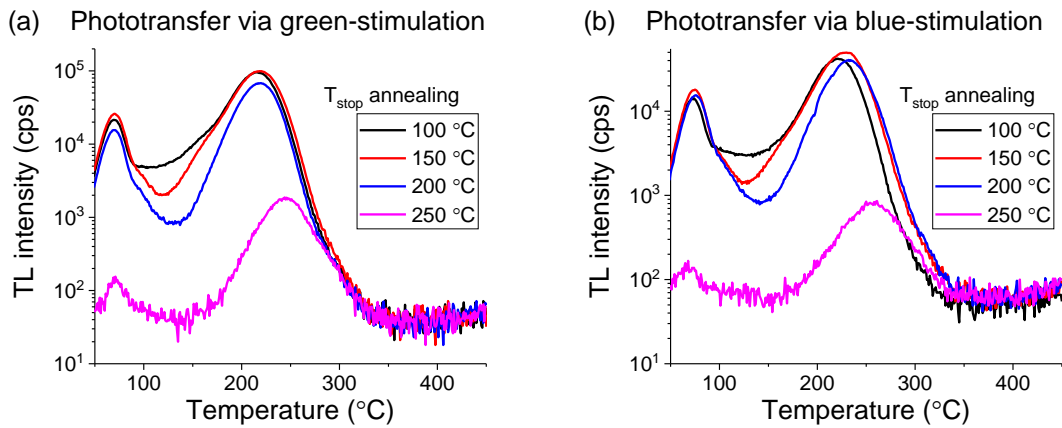 (a) Phototransfer via green-stimulation
T_stop annealing
100 °C
150 °C
200 °C
250 °C
10^5
10^4
10^3
10^2
10^1
TL intensity (cps)
100 200 300 400
Temperature (°C)
(b) Phototransfer via blue-stimulation
T_stop annealing
100 °C
150 °C
200 °C
250 °C
10^4
10^3
10^2
10^1
TL intensity (cps)
100 200 300 400
Temperature (°C)